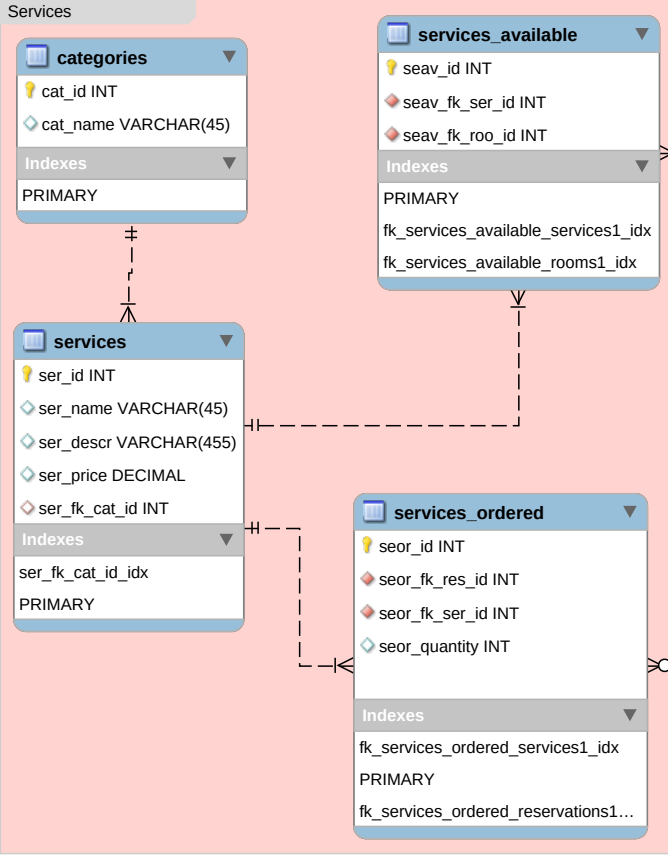 Services
categories
cat_id INT
cat_name VARCHAR(45)
Indexes
PRIMARY
services_available
seav_id INT
seav_fk_ser_id INT
seav_fk_roo_id INT
Indexes
PRIMARY
fk_services_available_services1_idx
fk_services_available_rooms1_idx
services
ser_id INT
ser_name VARCHAR(45)
ser_descr VARCHAR(455)
ser_price DECIMAL
ser_fk_cat_id INT
Indexes
ser_fk_cat_id_idx
PRIMARY
services_ordered
seor_id INT
seor_fk_res_id INT
seor_fk_ser_id INT
seor_quantity INT
Indexes
fk_services_ordered_services1_idx
PRIMARY
fk_services_ordered_reservations1…